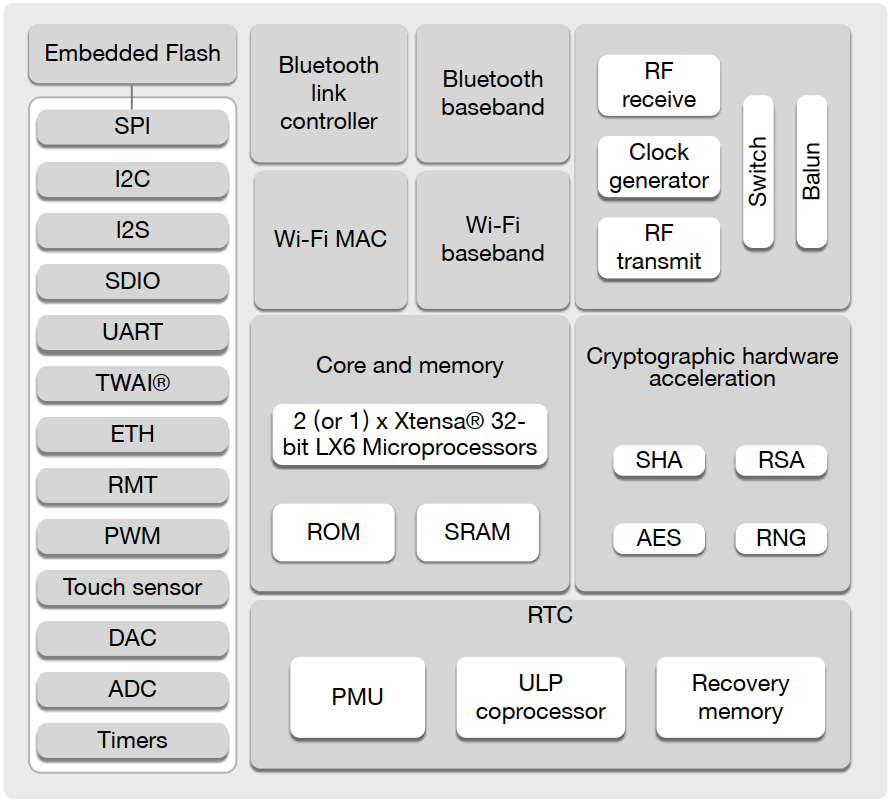 Embedded Flash
SPI
I2C
I2S
SDIO
UART
TWAI®
ETH
RMT
PWM
Touch sensor
DAC
ADC
Timers
Bluetooth
link
controller
Bluetooth
baseband
Wi-Fi MAC
Wi-Fi
baseband
RF
receive
Clock
generator
RF
transmit
Switch
Balun
Core and memory
2 (or 1) x Xtensa® 32-
bit LX6 Microprocessors
ROM
SRAM
Cryptographic hardware
acceleration
SHA
RSA
AES
RNG
RTC
PMU
ULP
coprocessor
Recovery
memory